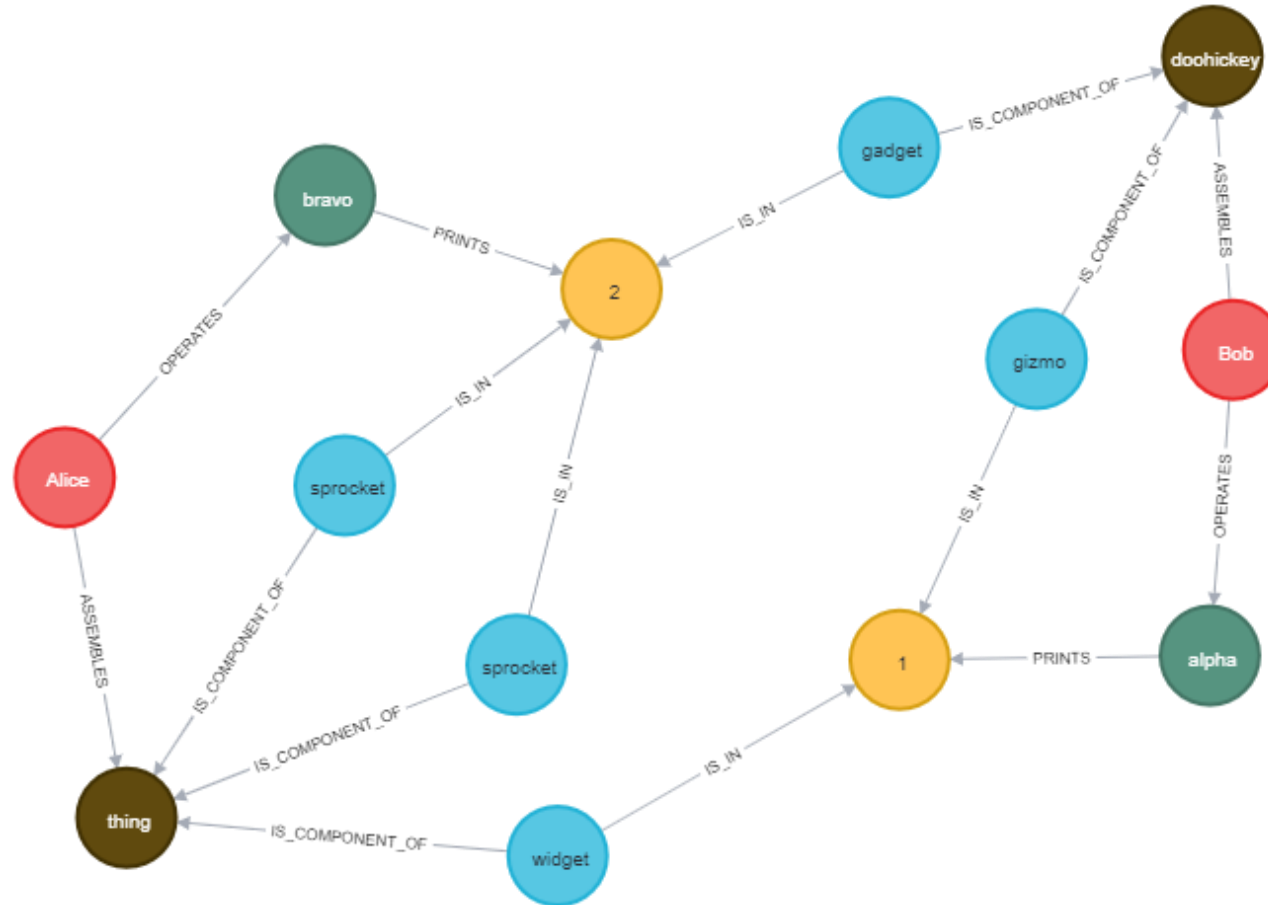 doohickey
IS_COMPONENT_OF
gadget
ASSEMBLES
bravo
IS_IN
PRINTS
IS_COMPONENT_OF
2
OPERATES
Bob
gizmo
IS_IN
Alice
sprocket
IS_IN
OPERATES
IS_IN
ASSEMBLES
IS_COMPONENT_OF
sprocket
1
PRINTS
alpha
IS_COMPONENT_OF
IS_IN
thing
IS_COMPONENT_OF
widget